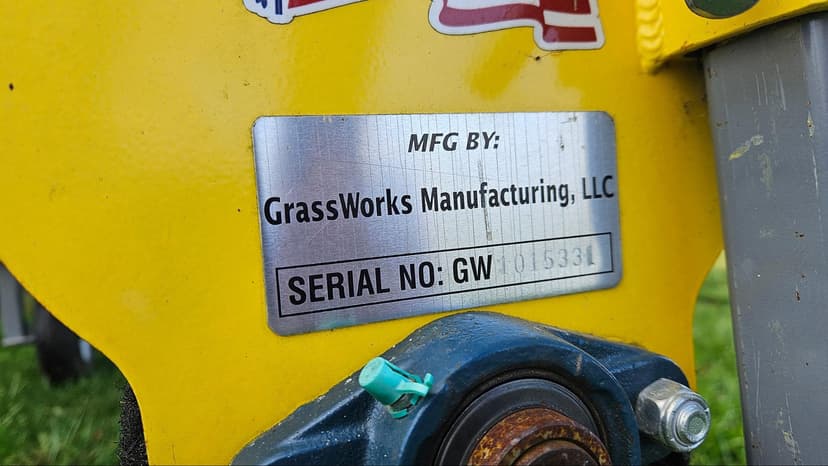 MFG BY:
GrassWorks Manufacturing, LLC
SERIAL NO: GW1015331